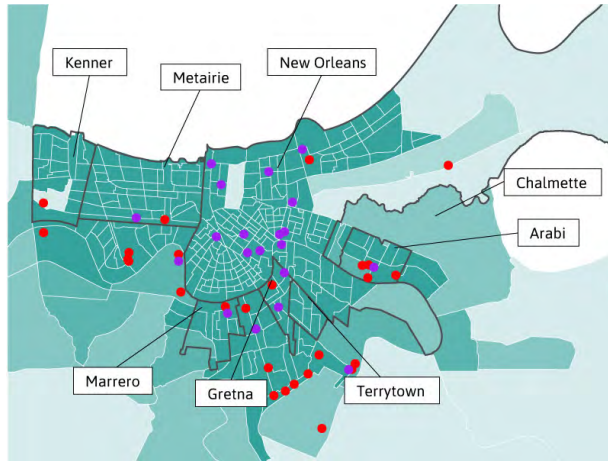 Kenner
Metairie
New Orleans
Chalmette
Arabi
Marrero
Gretna
Terrytown